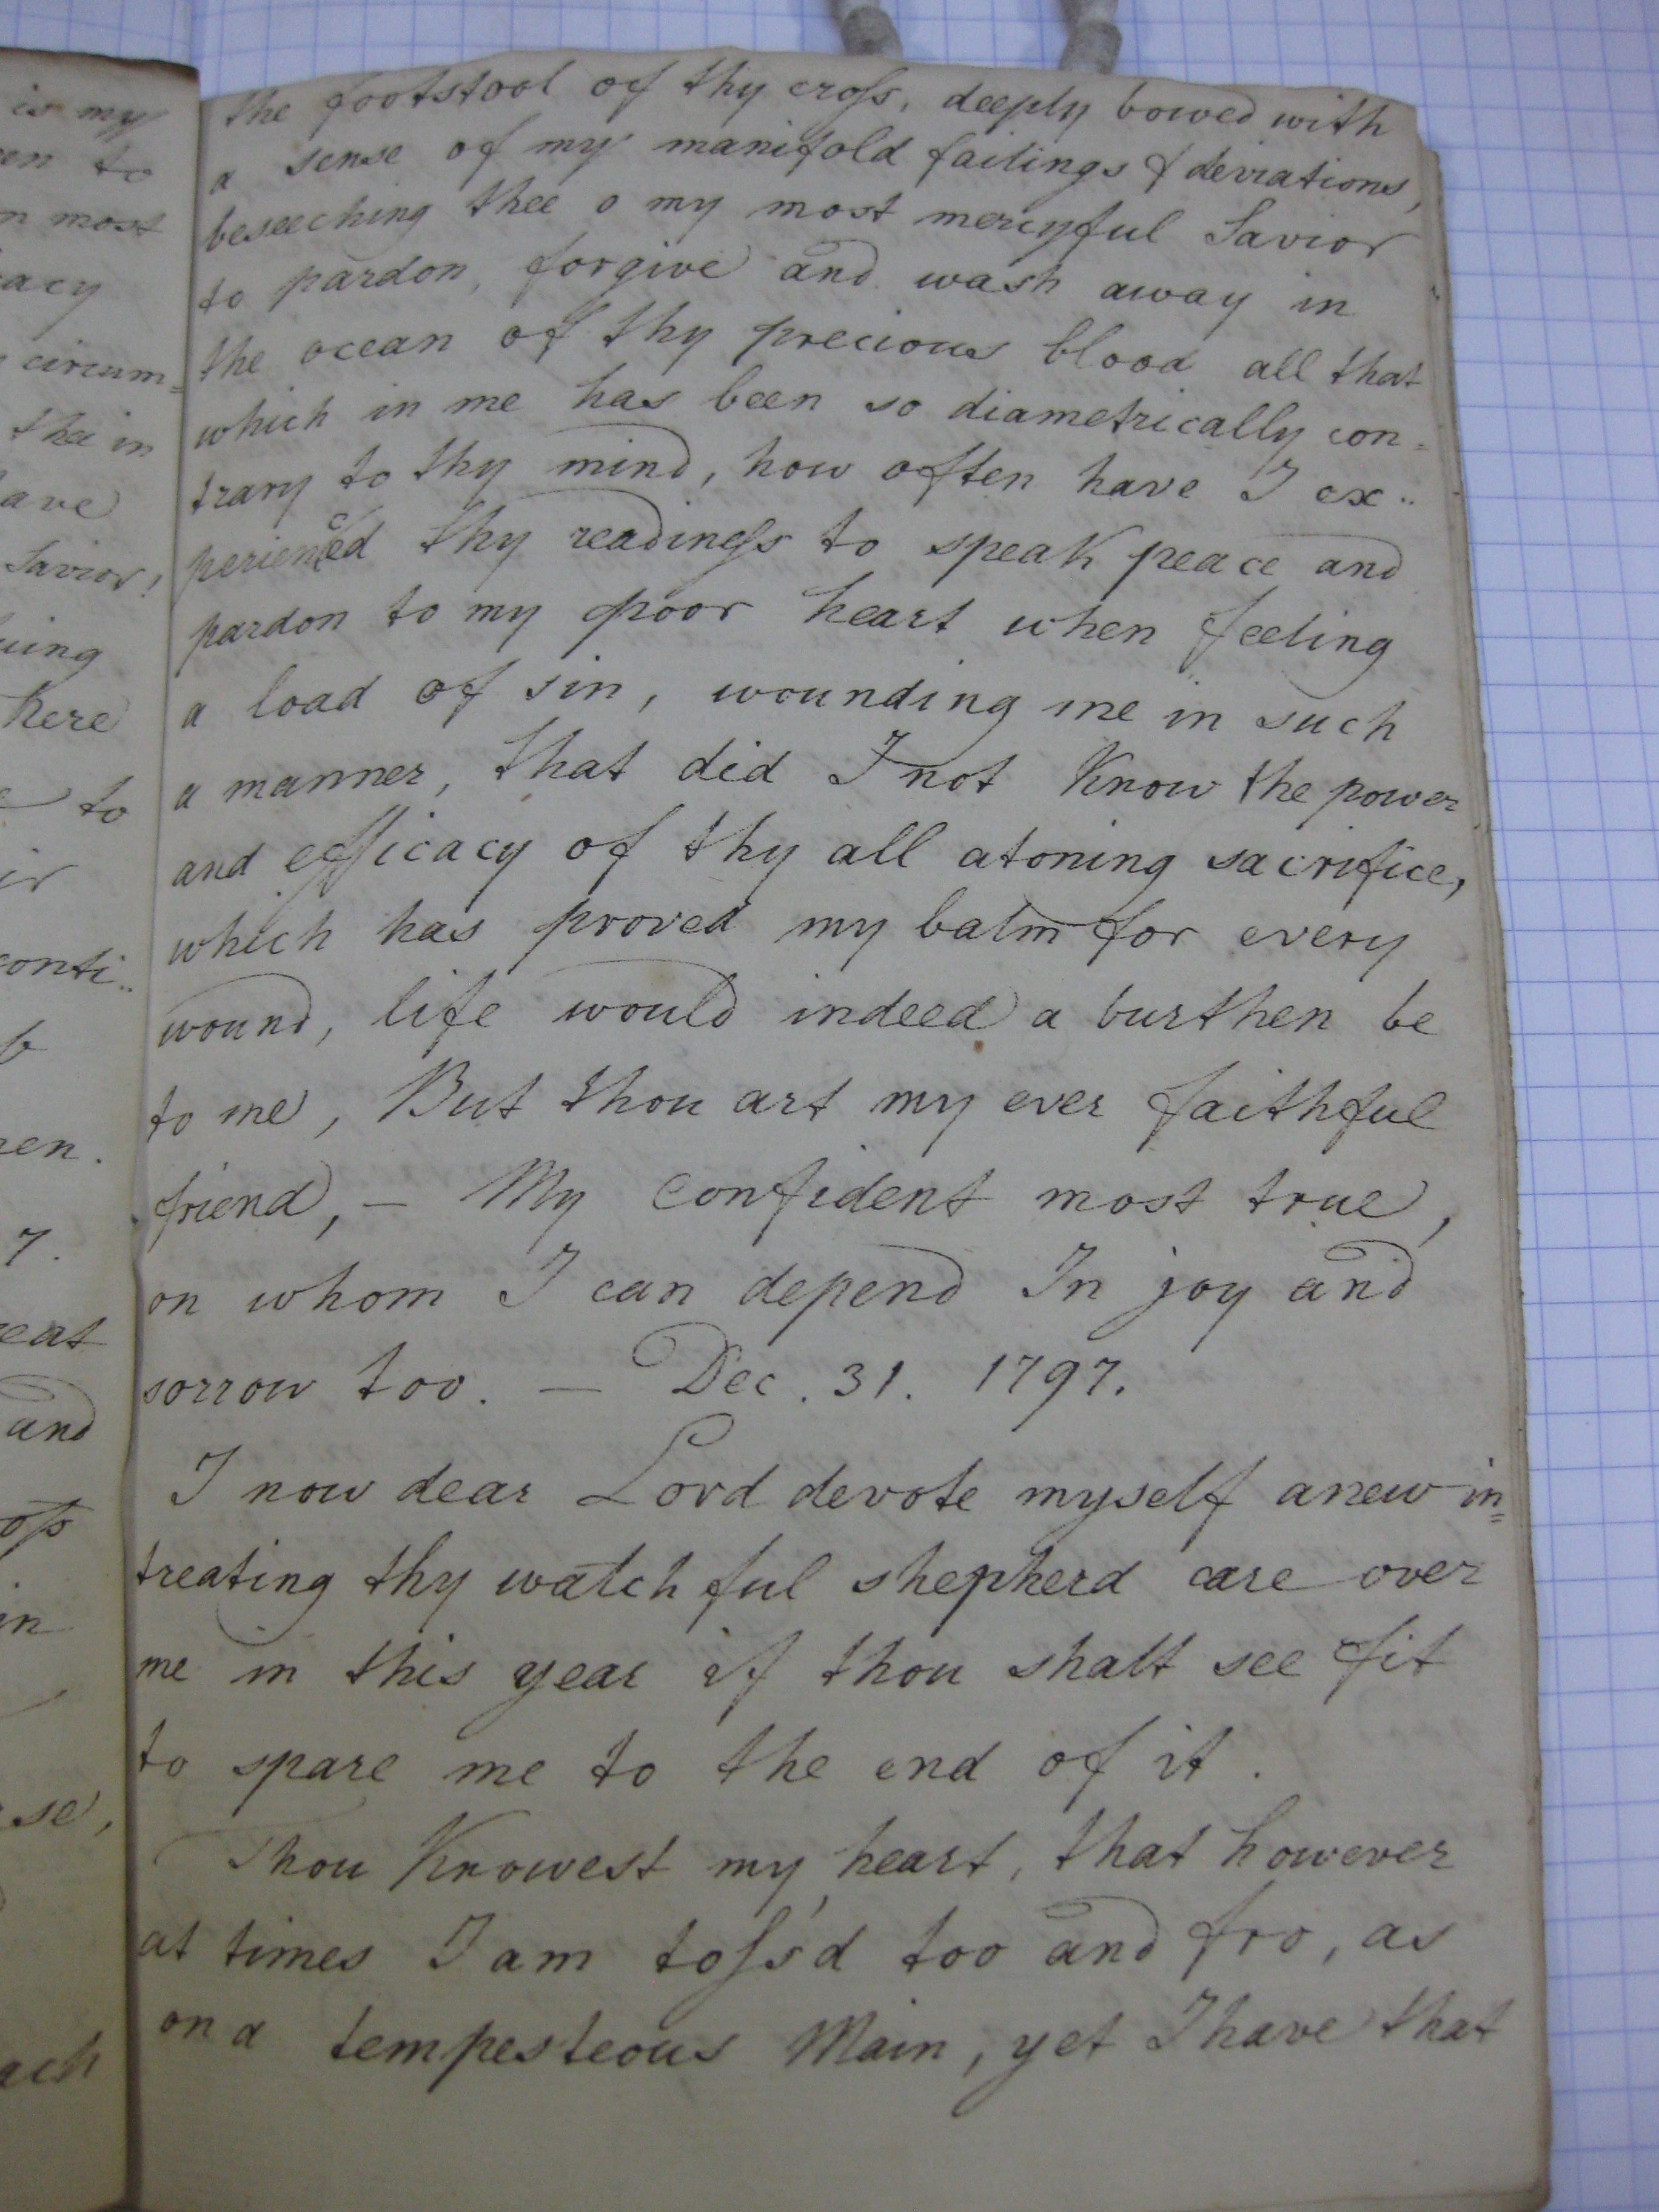 is my
en to
n most
acy
circum=
thee in
ave
Savior!
uing
here
to
ir
conti..
en.
7.
eat
and
in
se,
ach
the footstool of thy croſs, deeply bowed with
a sense of my manifold failings & deviations,
beseeching thee o my most mercyful Savior
to pardon, forgive and wash away in
the ocean of thy precious blood all that
which in me has been so diametrically con=
trary to thy mind, how often have I ex..
perienced thy readineſs to speak peace and
pardon to my poor heart when feeling
a load of sin, wounding me in such
a manner, that did I not Know the power
and efficacy of thy all atoning sacrifice,
which has proved my balm for every
wound, life would indeed a burthen be
to me, But thou art my ever faithful
friend, — My confident most true,
on whom I can depend In joy and
sorrow too. — Dec. 31. 1797.
I now dear Lord devote myself anew in=
treating thy watchful shepherd care over
me in this year if thou shalt see fit
to spare me to the end of it.
Thou Knowest my heart, that however
at times I am toſs'd too and fro, as
on a tempesteous Main, yet I have that